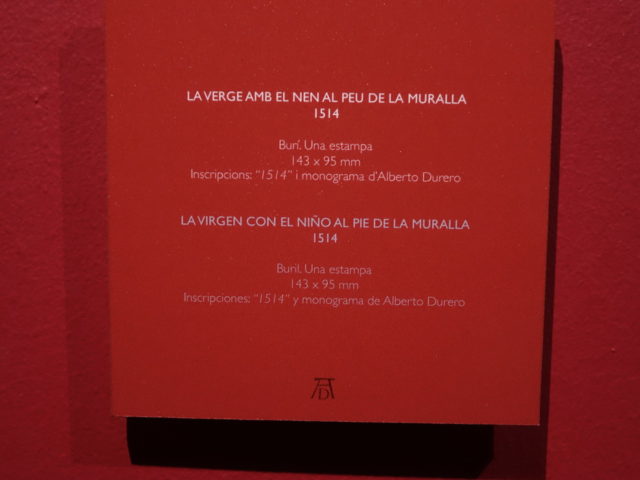 LA VERGE AMB EL NEN AL PEU DE LA MURALLA
1514
Burí. Una estampa
143 x 95 mm
Inscripcions: "1514" i monograma d'Alberto Durero
LA VIRGEN CON EL NIÑO AL PIE DE LA MURALLA
1514
Buril. Una estampa
143 x 95 mm
Inscripciones: "1514" y monograma de Alberto Durero
AD